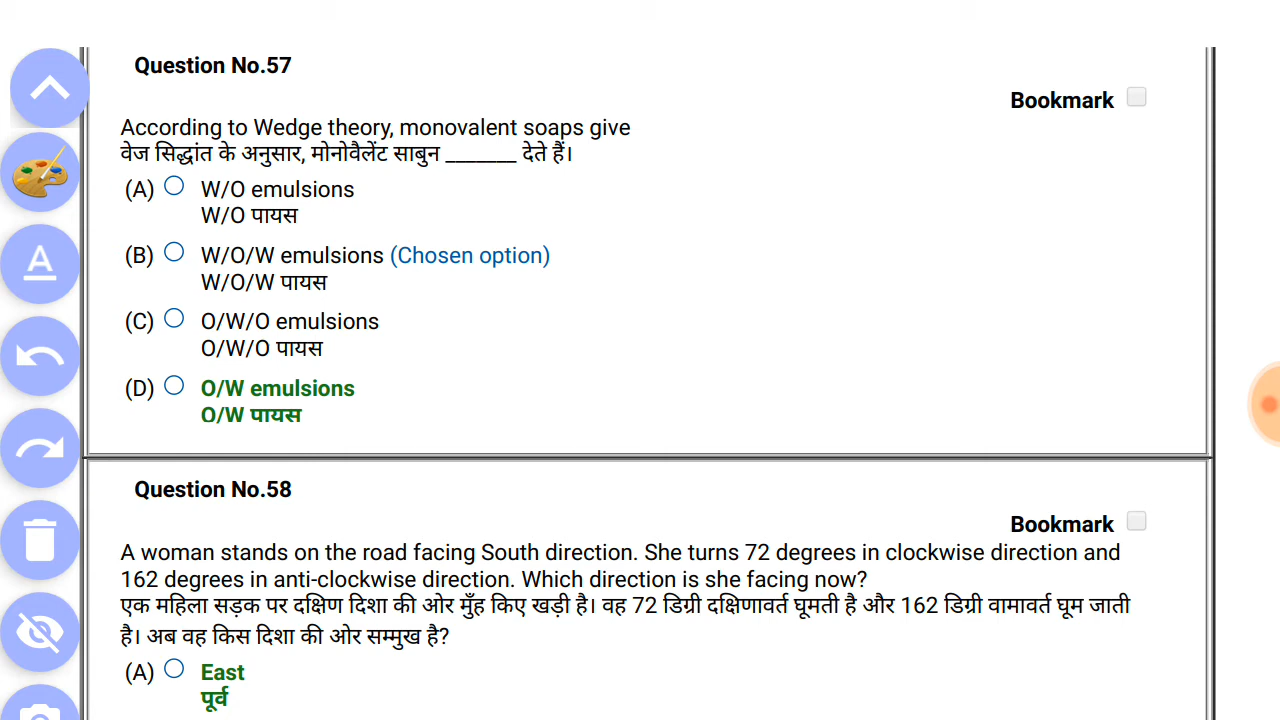 Question No.57
Bookmark
According to Wedge theory, monovalent soaps give
वेज सिद्धांत के अनुसार, मोनोवैलेंट साबुन _______ देते हैं।
(A) W/O emulsions
W/O पायस
(B) W/O/W emulsions (Chosen option)
W/O/W पायस
(C) O/W/O emulsions
O/W/O पायस
(D) O/W emulsions
O/W पायस
Question No.58
Bookmark
A woman stands on the road facing South direction. She turns 72 degrees in clockwise direction and
162 degrees in anti-clockwise direction. Which direction is she facing now?
एक महिला सड़क पर दक्षिण दिशा की ओर मुँह किए खड़ी है। वह 72 डिग्री दक्षिणावर्त घूमती है और 162 डिग्री वामावर्त घूम जाती
है। अब वह किस दिशा की ओर सम्मुख है?
(A) East
पूर्व
A